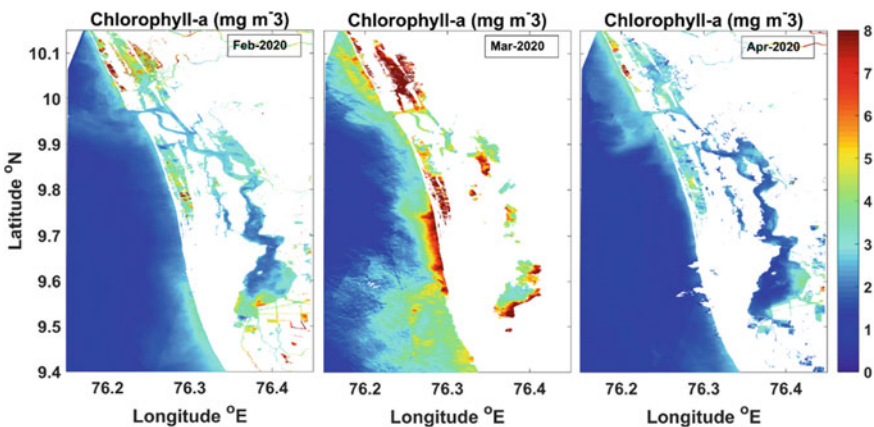 Chlorophyll-a (mg m⁻3)
Chlorophyll-a (mg m⁻3)
Chlorophyll-a (mg m⁻3)
Feb-2020
Mar-2020
Apr-2020
Latitude °N
10.1
10
9.9
9.8
9.7
9.6
9.5
9.4
76.2
76.3
76.4
76.2
76.3
76.4
76.2
76.3
76.4
Longitude °E
Longitude °E
Longitude °E
8
7
6
5
4
3
2
1
0